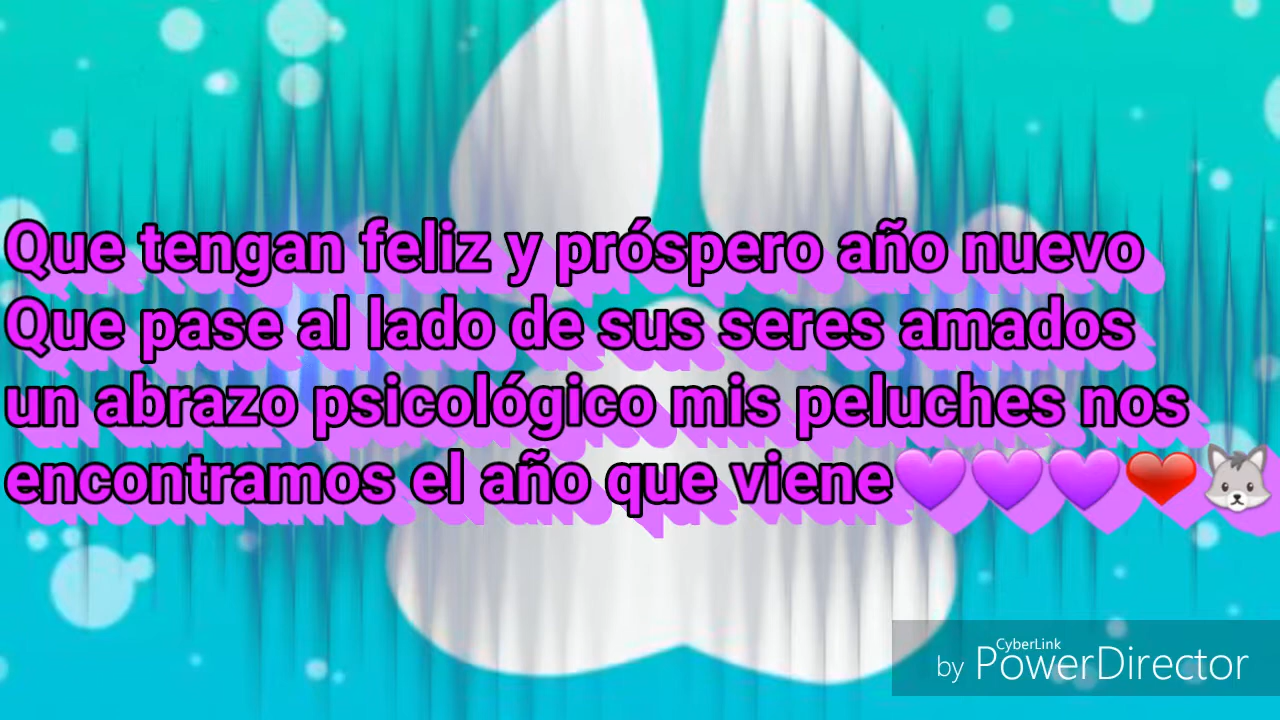 Que tengan feliz y próspero año nuevo
Que pase al lado de sus seres amados
un abrazo psicológico mis peluches nos
encontramos el año que viene💜💜💜❤️🐺
CyberLink
by PowerDirector